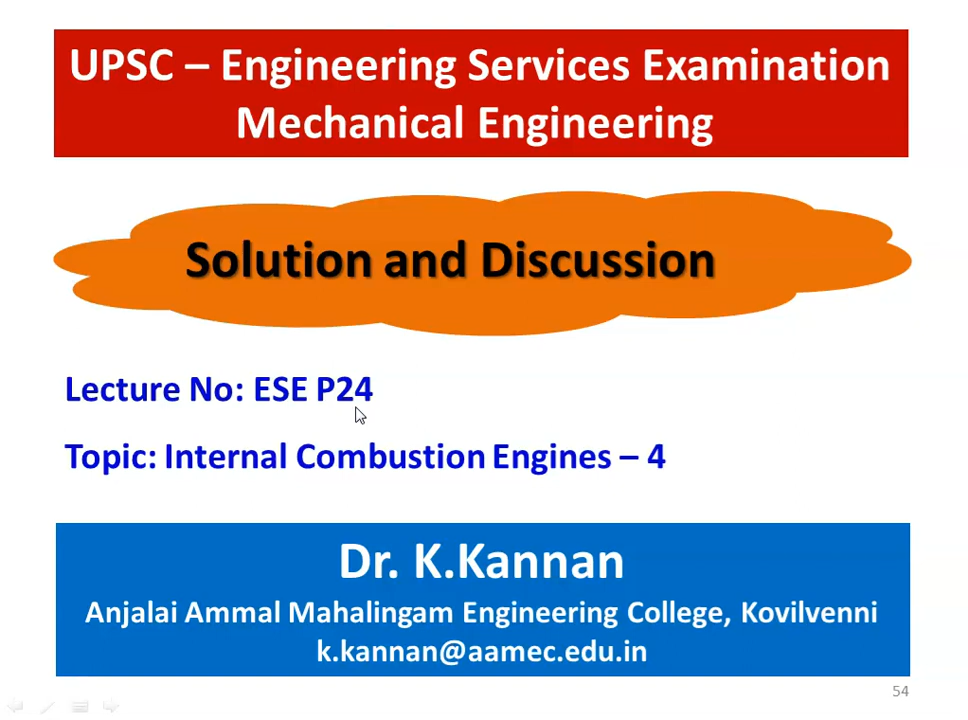 UPSC – Engineering Services Examination
Mechanical Engineering
Solution and Discussion
Lecture No: ESE P24
Topic: Internal Combustion Engines – 4
Dr. K.Kannan
Anjalai Ammal Mahalingam Engineering College, Kovilvenni
k.kannan@aamec.edu.in
54